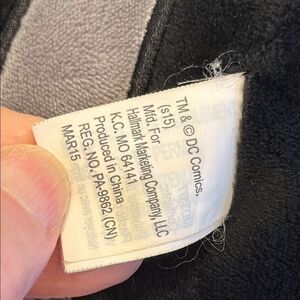 TM & © DC Comics.
(s15)
Mfd. For
Hallmark Marketing Company, LLC
K.C. MO 64141
Produced in China
REG. NO. PA-9862 (CN)
MAR15